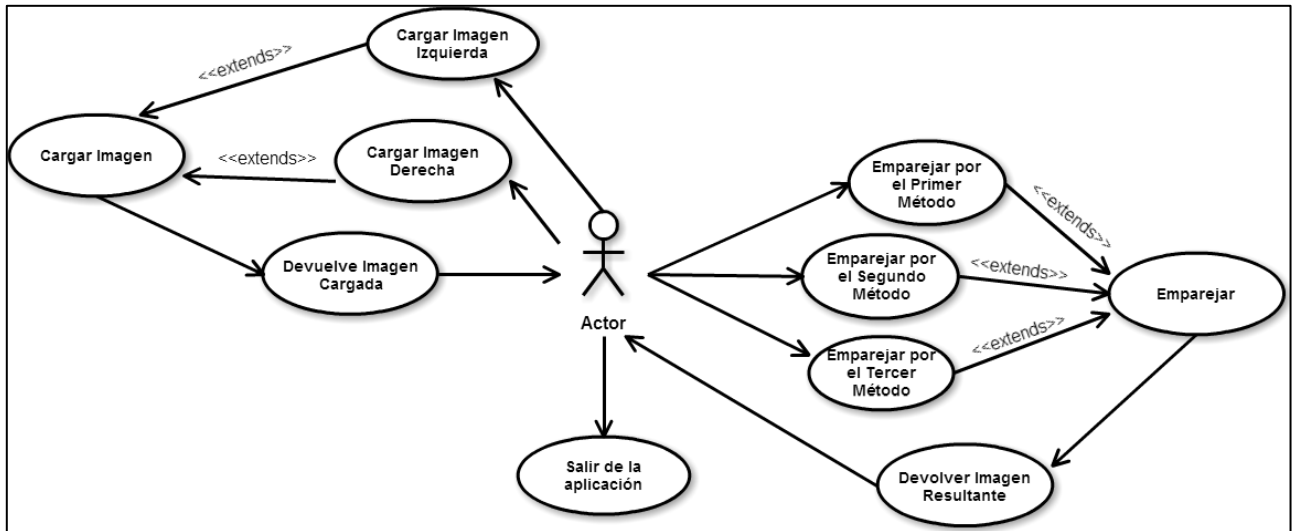 Cargar Imagen
Izquierda
<<extends>>
Cargar Imagen
<<extends>>
Cargar Imagen
Derecha
Devuelve Imagen
Cargada
Actor
Emparejar por
el Primer
Método
<<extends>>
Emparejar por
el Segundo
Método
<<extends>>
Emparejar
Emparejar por
el Tercer
Método
<<extends>>
Salir de la
aplicación
Devolver Imagen
Resultante